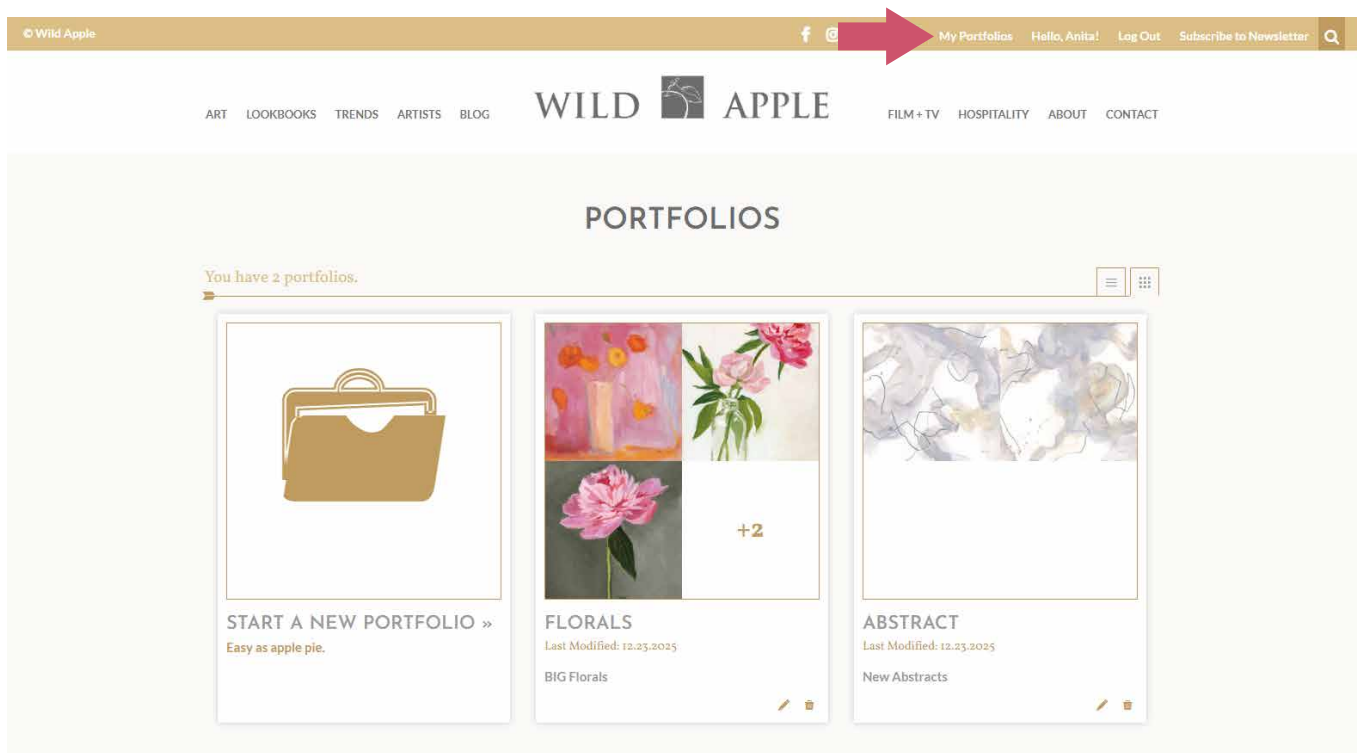 © Wild Apple
My Portfolios Hello, Anita! Log Out Subscribe to Newsletter
ART LOOKBOOKS TRENDS ARTISTS BLOG
WILD APPLE
FILM + TV HOSPITALITY ABOUT CONTACT
PORTFOLIOS
You have 2 portfolios.
+2
START A NEW PORTFOLIO »
Easy as apple pie.
FLORALS
Last Modified: 12.23.2025
BIG Florals
ABSTRACT
Last Modified: 12.23.2025
New Abstracts